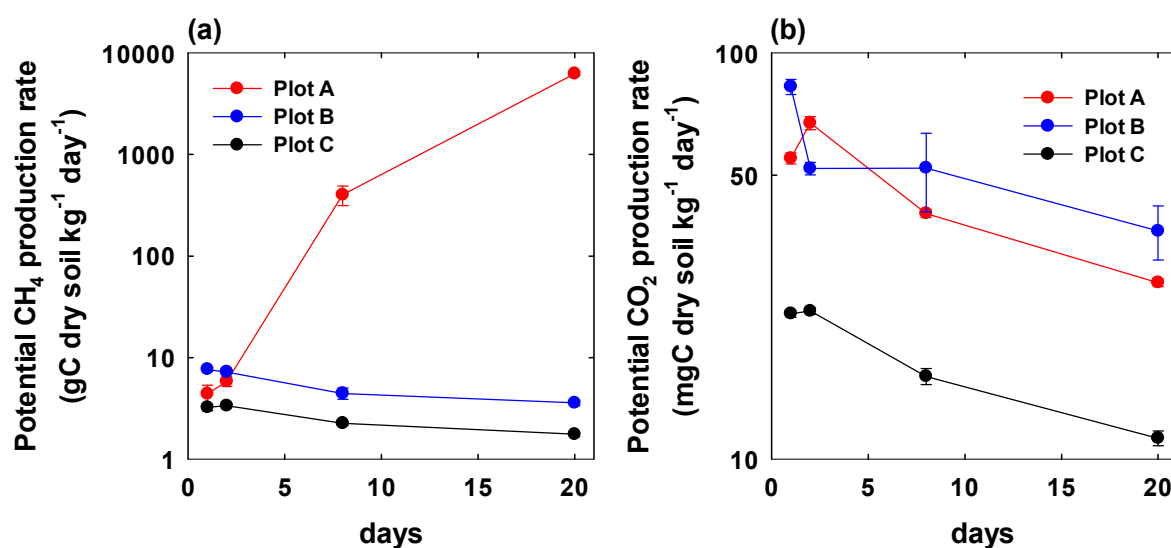 (a)
Potential CH₄ production rate
(gC dry soil kg⁻¹ day⁻¹)
10000
1000
100
10
1
Plot A
Plot B
Plot C
0
5
10
15
20
days
(b)
Potential CO₂ production rate
(mgC dry soil kg⁻¹ day⁻¹)
100
50
10
Plot A
Plot B
Plot C
0
5
10
15
20
days